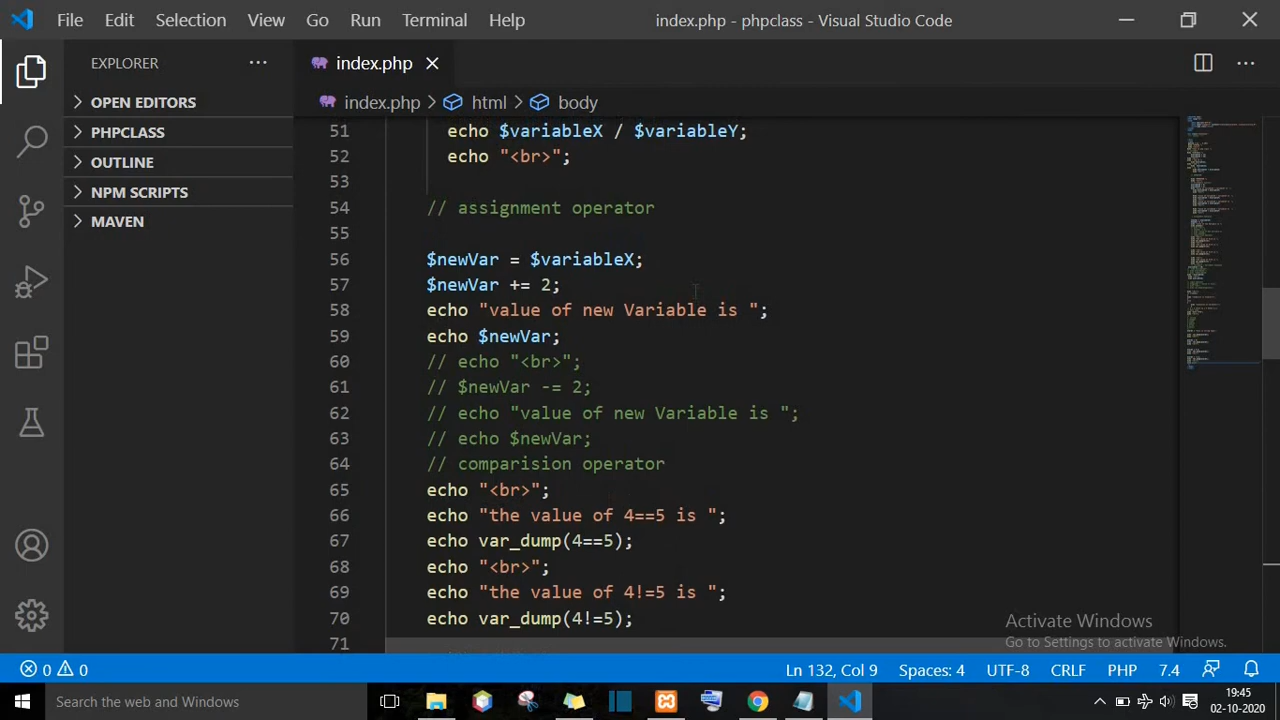 File Edit Selection View Go Run Terminal Help index.php - phpclass - Visual Studio Code
EXPLORER
OPEN EDITORS
PHPCLASS
OUTLINE
NPM SCRIPTS
MAVEN
index.php
index.php > html > body
51 echo $variableX / $variableY;
52 echo "<br>";
53
54 // assignment operator
55
56 $newVar = $variableX;
57 $newVar += 2;
58 echo "value of new Variable is ";
59 echo $newVar;
60 // echo "<br>";
61 // $newVar -= 2;
62 // echo "value of new Variable is ";
63 // echo $newVar;
64 // comparision operator
65 echo "<br>";
66 echo "the value of 4==5 is ";
67 echo var_dump(4==5);
68 echo "<br>";
69 echo "the value of 4!=5 is ";
70 echo var_dump(4!=5);
71
Activate Windows
Go to Settings to activate Windows.
0 0 Ln 132, Col 9 Spaces: 4 UTF-8 CRLF PHP 7.4
Search the web and Windows
19:45
02-10-2020